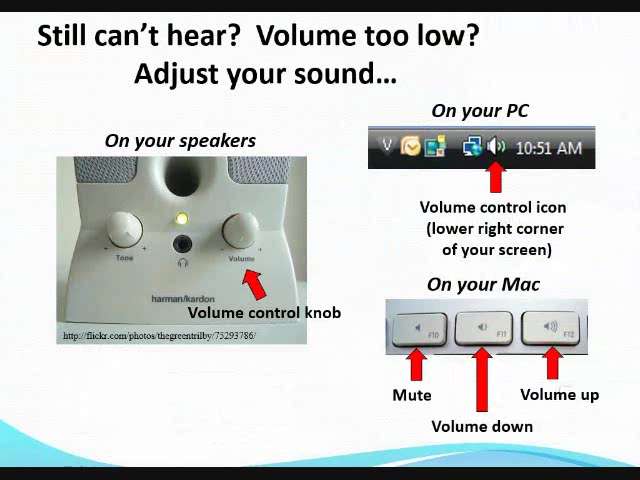 Still can't hear?  Volume too low?
Adjust your sound…
On your speakers
Tone
Volume
harman/kardon
Volume control knob
http://flickr.com/photos/thegreentrilby/75293786/
On your PC
10:51 AM
Volume control icon
(lower right corner
of your screen)
On your Mac
F10
F11
F12
Mute
Volume up
Volume down